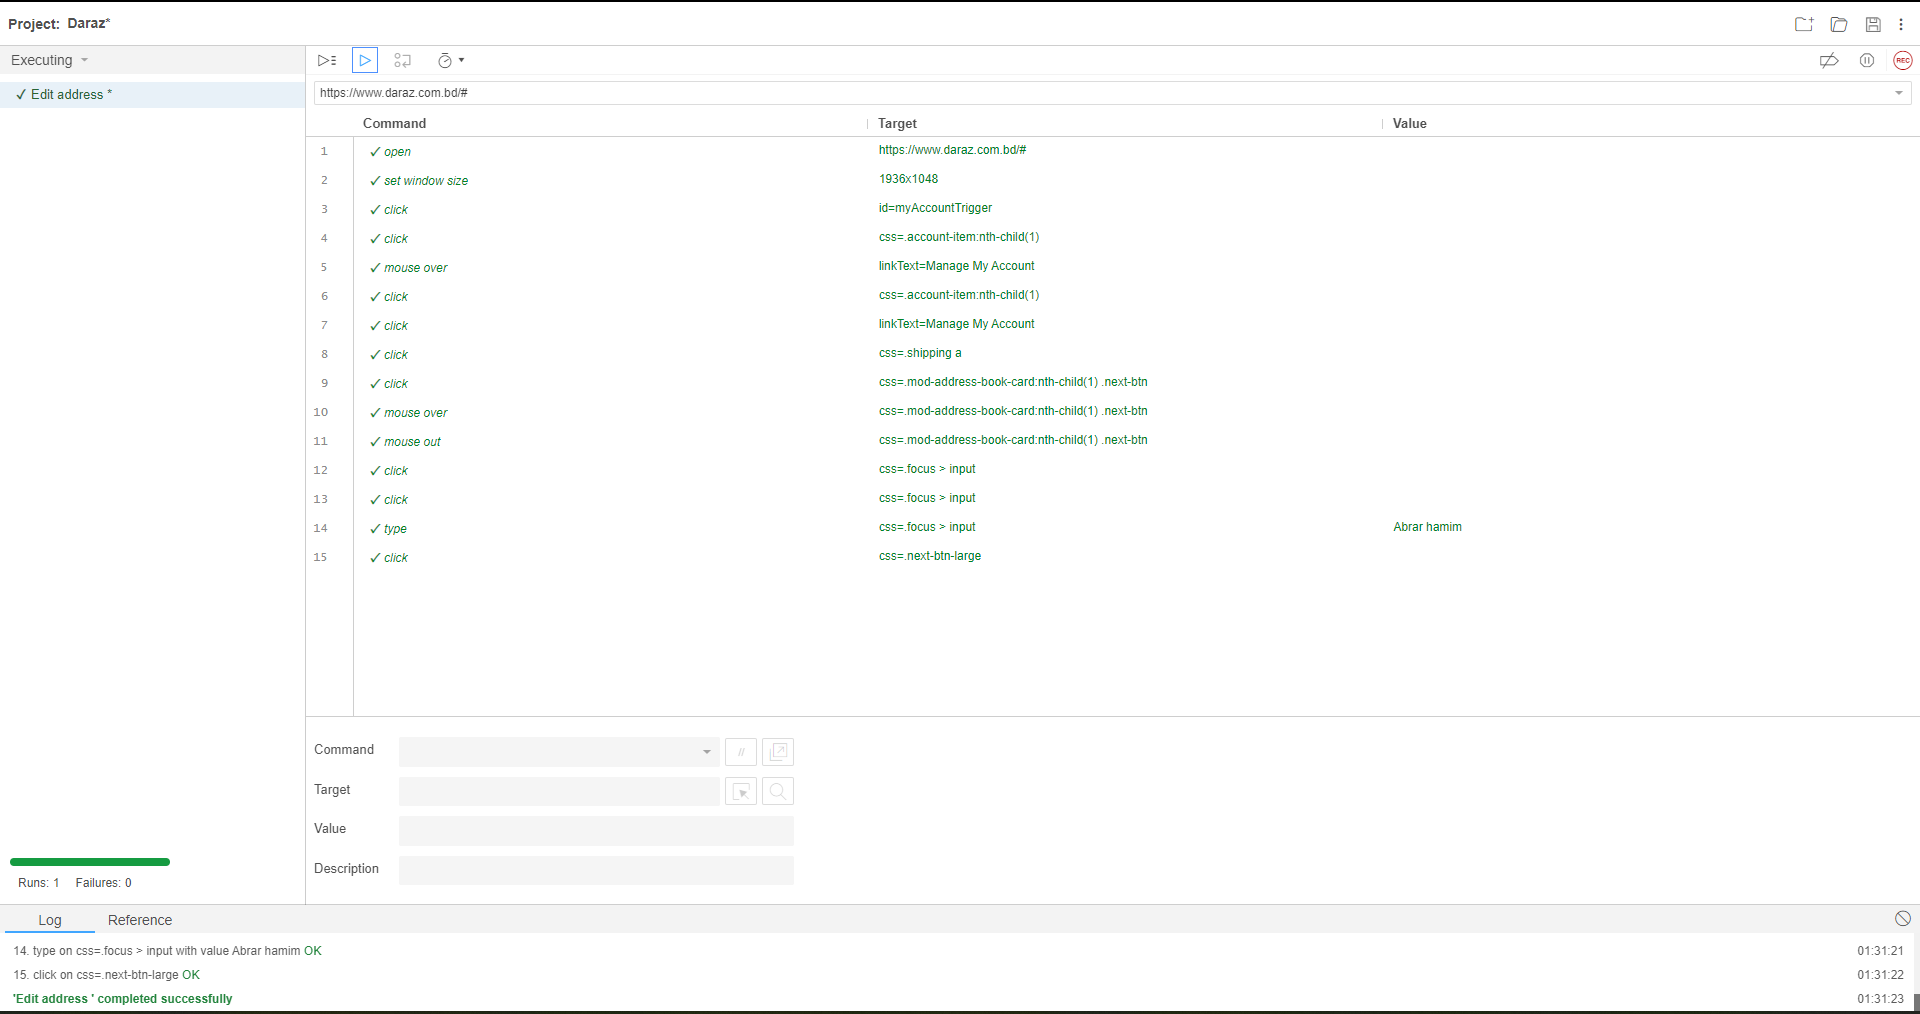 Project: Daraz*
Executing
✓ Edit address *
REC
https://www.daraz.com.bd/#
Command Target Value
1 ✓ open https://www.daraz.com.bd/#
2 ✓ set window size 1936x1048
3 ✓ click id=myAccountTrigger
4 ✓ click css=.account-item:nth-child(1)
5 ✓ mouse over linkText=Manage My Account
6 ✓ click css=.account-item:nth-child(1)
7 ✓ click linkText=Manage My Account
8 ✓ click css=.shipping a
9 ✓ click css=.mod-address-book-card:nth-child(1) .next-btn
10 ✓ mouse over css=.mod-address-book-card:nth-child(1) .next-btn
11 ✓ mouse out css=.mod-address-book-card:nth-child(1) .next-btn
12 ✓ click css=.focus > input
13 ✓ click css=.focus > input
14 ✓ type css=.focus > input Abrar hamim
15 ✓ click css=.next-btn-large
Command //
Target
Value
Description
Runs: 1 Failures: 0
Log Reference
14. type on css=.focus > input with value Abrar hamim OK 01:31:21
15. click on css=.next-btn-large OK 01:31:22
'Edit address ' completed successfully 01:31:23